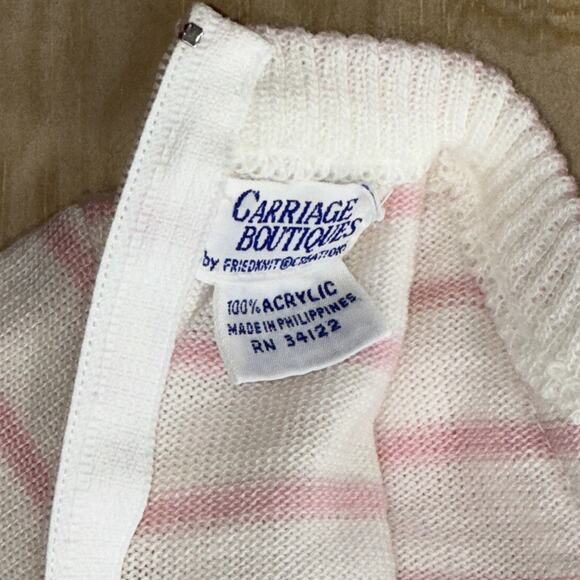 CARRIAGE
BOUTIQUES
by FRIEDKNIT®CREATIONS
100% ACRYLIC
MADE IN PHILIPPINES
RN 34122